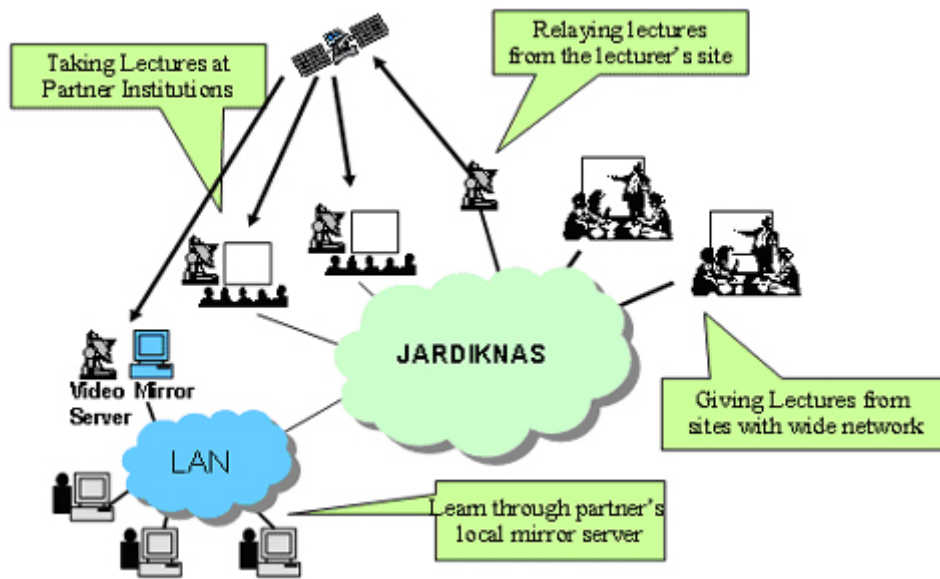 Taking Lectures at
Partner Institutions
Relaying lectures
from the lecturer's site
JARDIKNAS
Giving Lectures from
sites with wide network
Video Mirror
Server
LAN
Learn through partner's
local mirror server